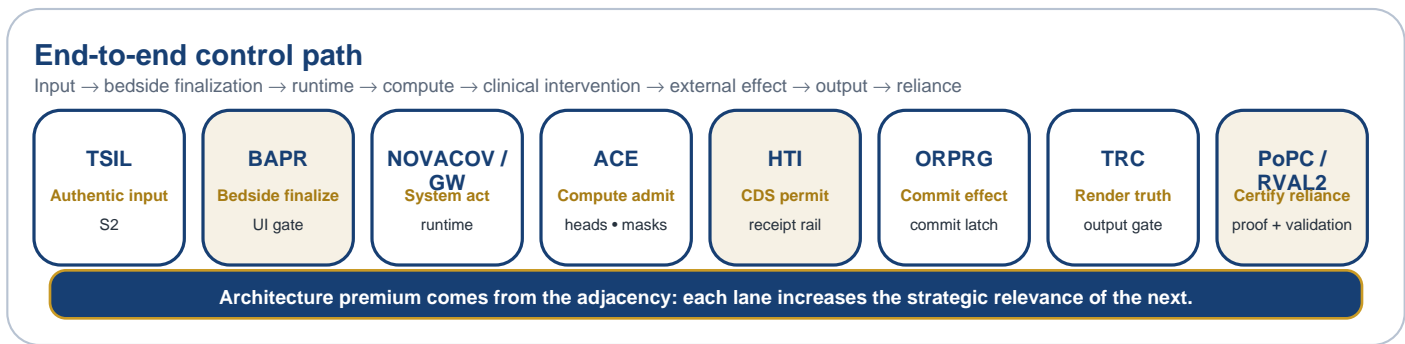 End-to-end control path
Input → bedside finalization → runtime → compute → clinical intervention → external effect → output → reliance
TSIL
Authentic input
S2
BAPR
Bedside finalize
UI gate
NOVACOV /
GW
System act
runtime
ACE
Compute admit
heads • masks
HTI
CDS permit
receipt rail
ORPRG
Commit effect
commit latch
TRC
Render truth
output gate
PoPC /
RVAL2
Certify reliance
proof + validation
Architecture premium comes from the adjacency: each lane increases the strategic relevance of the next.